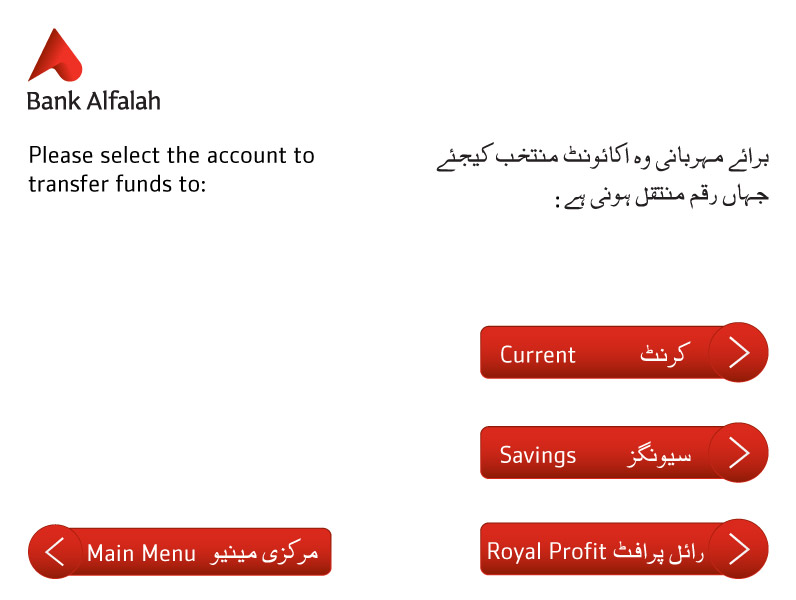 Bank Alfalah
Please select the account to
transfer funds to:
برائے مہربانی وہ اکائونٹ منتخب کیجئے
جہاں رقم منتقل ہونی ہے:
Current کرنٹ
Savings سیونگز
Main Menu مرکزی مینیو
Royal Profit رائل پرافٹ